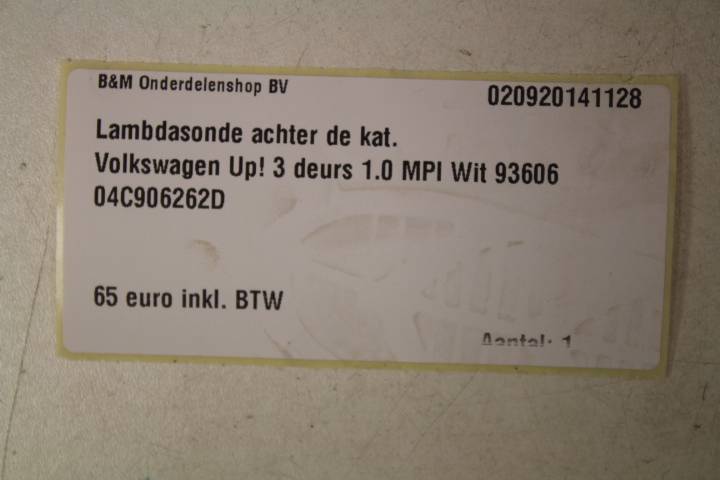 B&M Onderdelenshop BV
020920141128
Lambdasonde achter de kat.
Volkswagen Up! 3 deurs 1.0 MPI Wit 93606
04C906262D
65 euro inkl. BTW
Aantal: 1